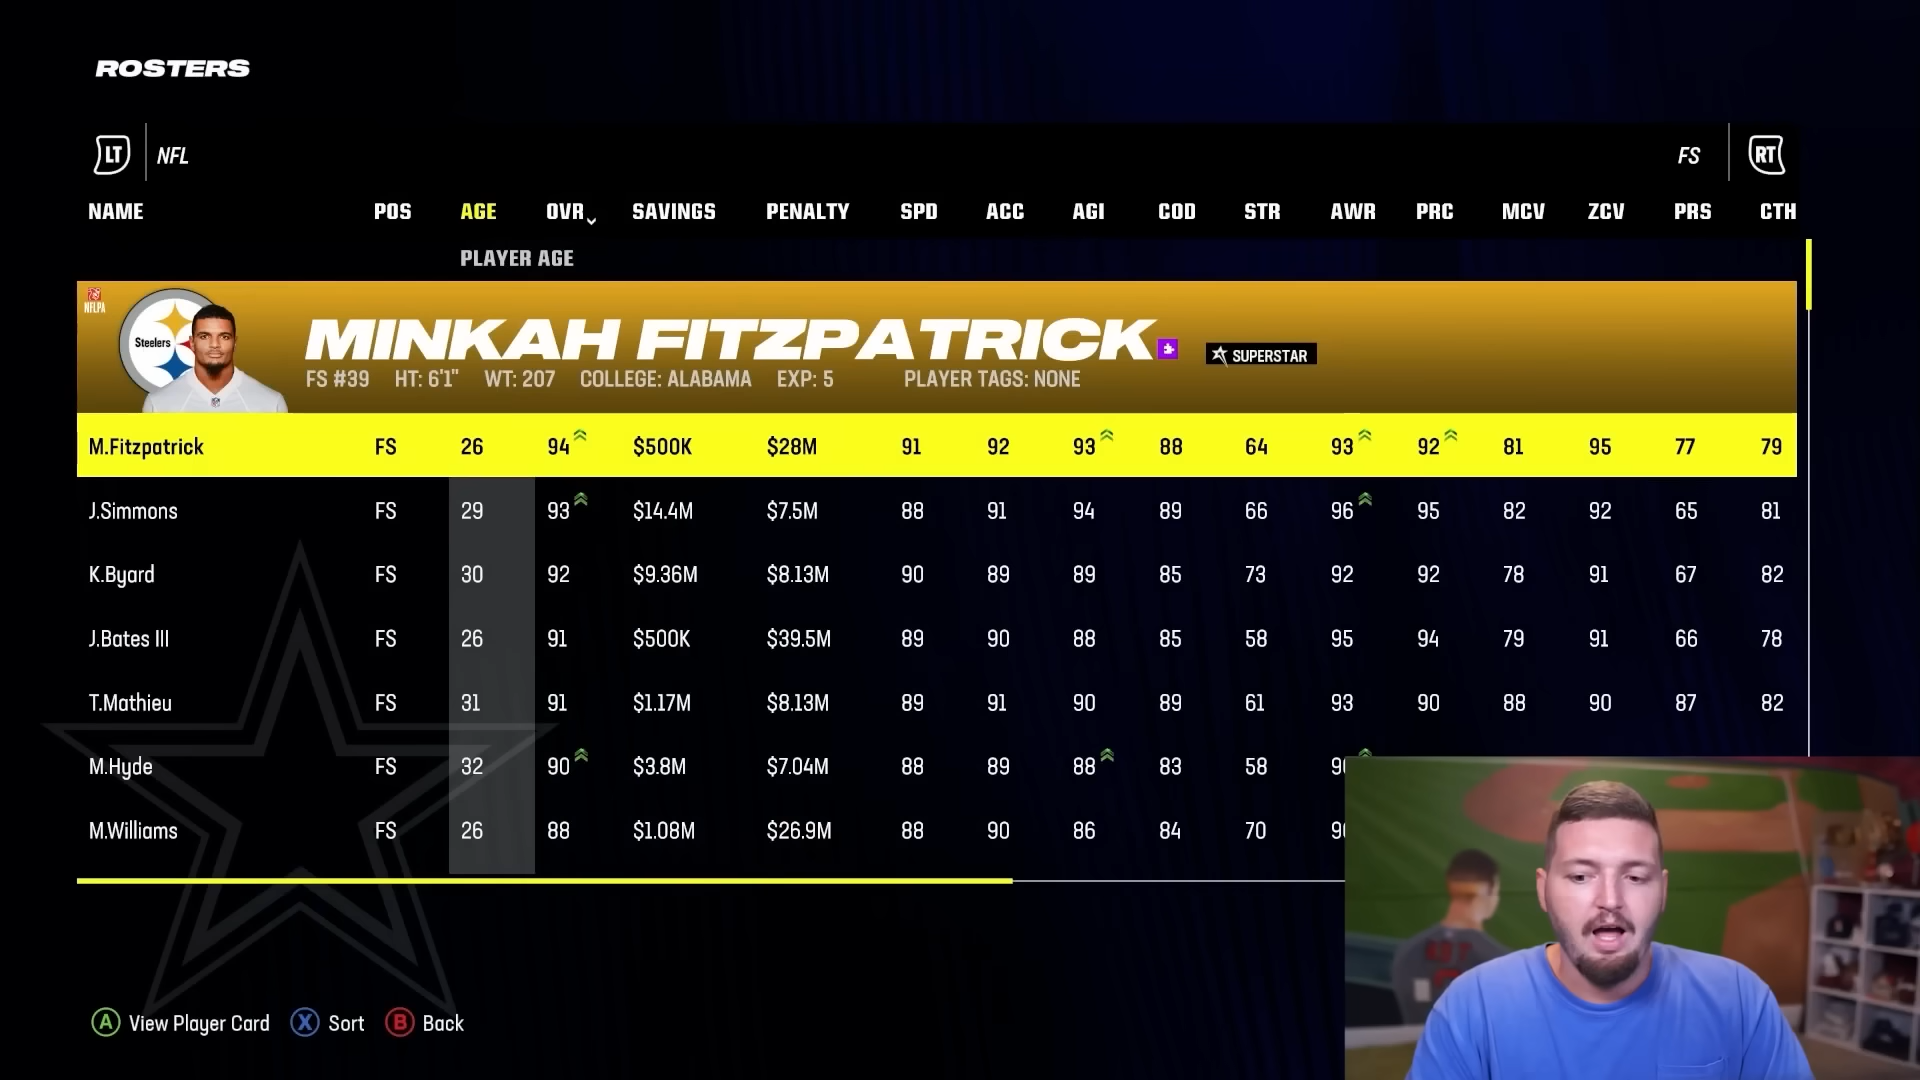 ROSTERS
LT NFL FS RT
NAME POS AGE OVR SAVINGS PENALTY SPD ACC AGI COD STR AWR PRC MCV ZCV PRS CTH
PLAYER AGE
NFLPA
Steelers
MINKAH FITZPATRICK SUPERSTAR
FS #39 HT: 6'1" WT: 207 COLLEGE: ALABAMA EXP: 5 PLAYER TAGS: NONE
M.Fitzpatrick FS 26 94 $500K $28M 91 92 93 88 64 93 92 81 95 77 79
J.Simmons FS 29 93 $14.4M $7.5M 88 91 94 89 66 96 95 82 92 65 81
K.Byard FS 30 92 $9.36M $8.13M 90 89 89 85 73 92 92 78 91 67 82
J.Bates III FS 26 91 $500K $39.5M 89 90 88 85 58 95 94 79 91 66 78
T.Mathieu FS 31 91 $1.17M $8.13M 89 91 90 89 61 93 90 88 90 87 82
M.Hyde FS 32 90 $3.8M $7.04M 88 89 88 83 58
M.Williams FS 26 88 $1.08M $26.9M 88 90 86 84 70
A View Player Card X Sort B Back